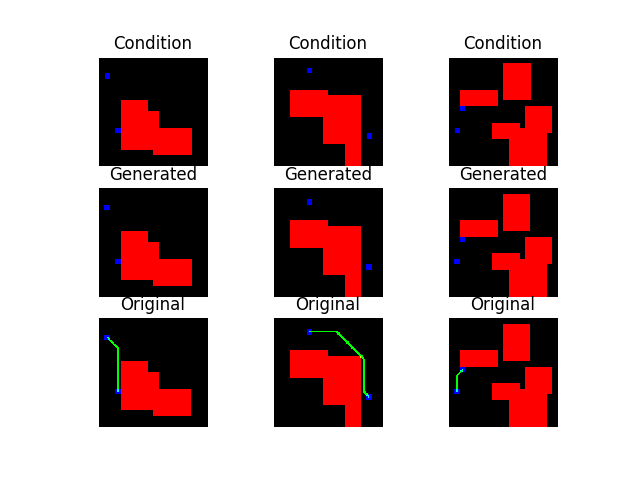 Condition Condition Condition
Generated Generated Generated
Original Original Original